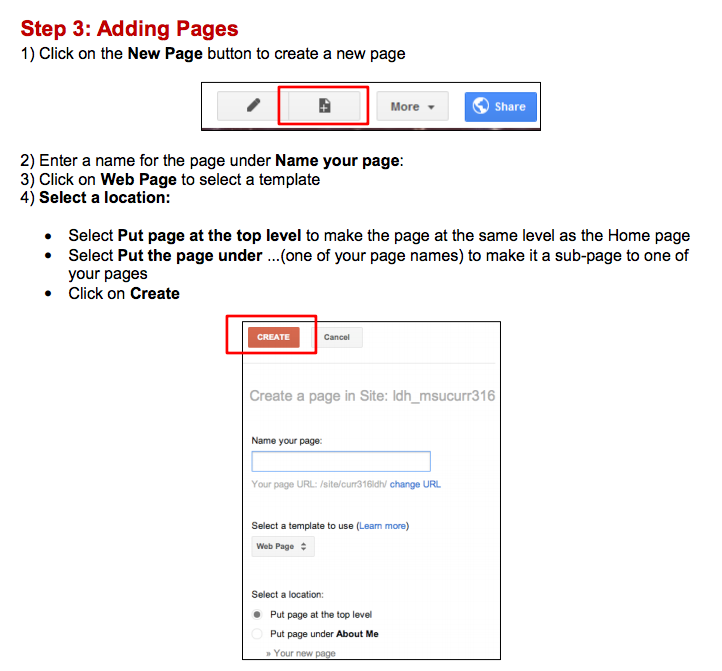 Step 3: Adding Pages
1) Click on the New Page button to create a new page
More
Share
2) Enter a name for the page under Name your page:
3) Click on Web Page to select a template
4) Select a location:
• Select Put page at the top level to make the page at the same level as the Home page
• Select Put the page under ...(one of your page names) to make it a sub-page to one of
your pages
• Click on Create
CREATE Cancel
Create a page in Site: ldh_msucurr316
Name your page:
Your page URL: /site/curr316ldh/ change URL
Select a template to use (Learn more)
Web Page
Select a location:
Put page at the top level
Put page under About Me
» Your new page